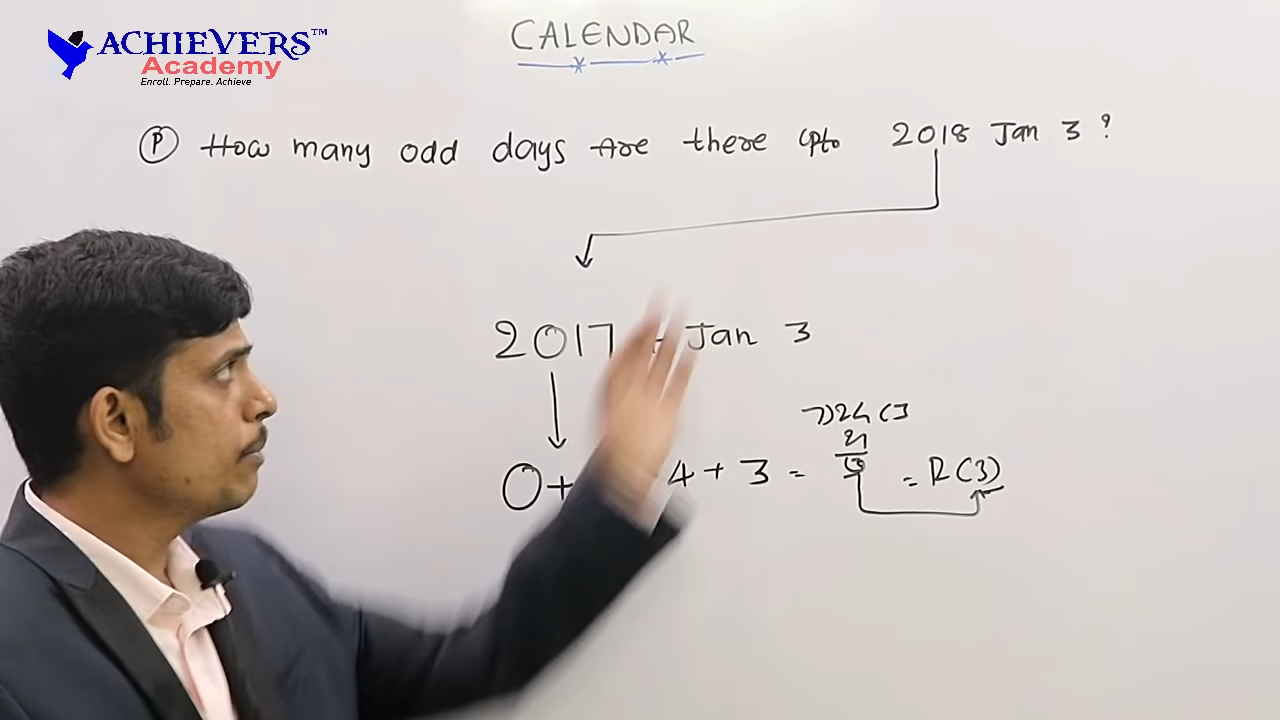 ACHIEVERS™
Academy
Enroll. Prepare. Achieve
CALENDAR
P How many odd days are there upto 2018 Jan 3 ?
2017 + Jan 3
7)24(3
21
3
0+ 4+3 = = R(3)